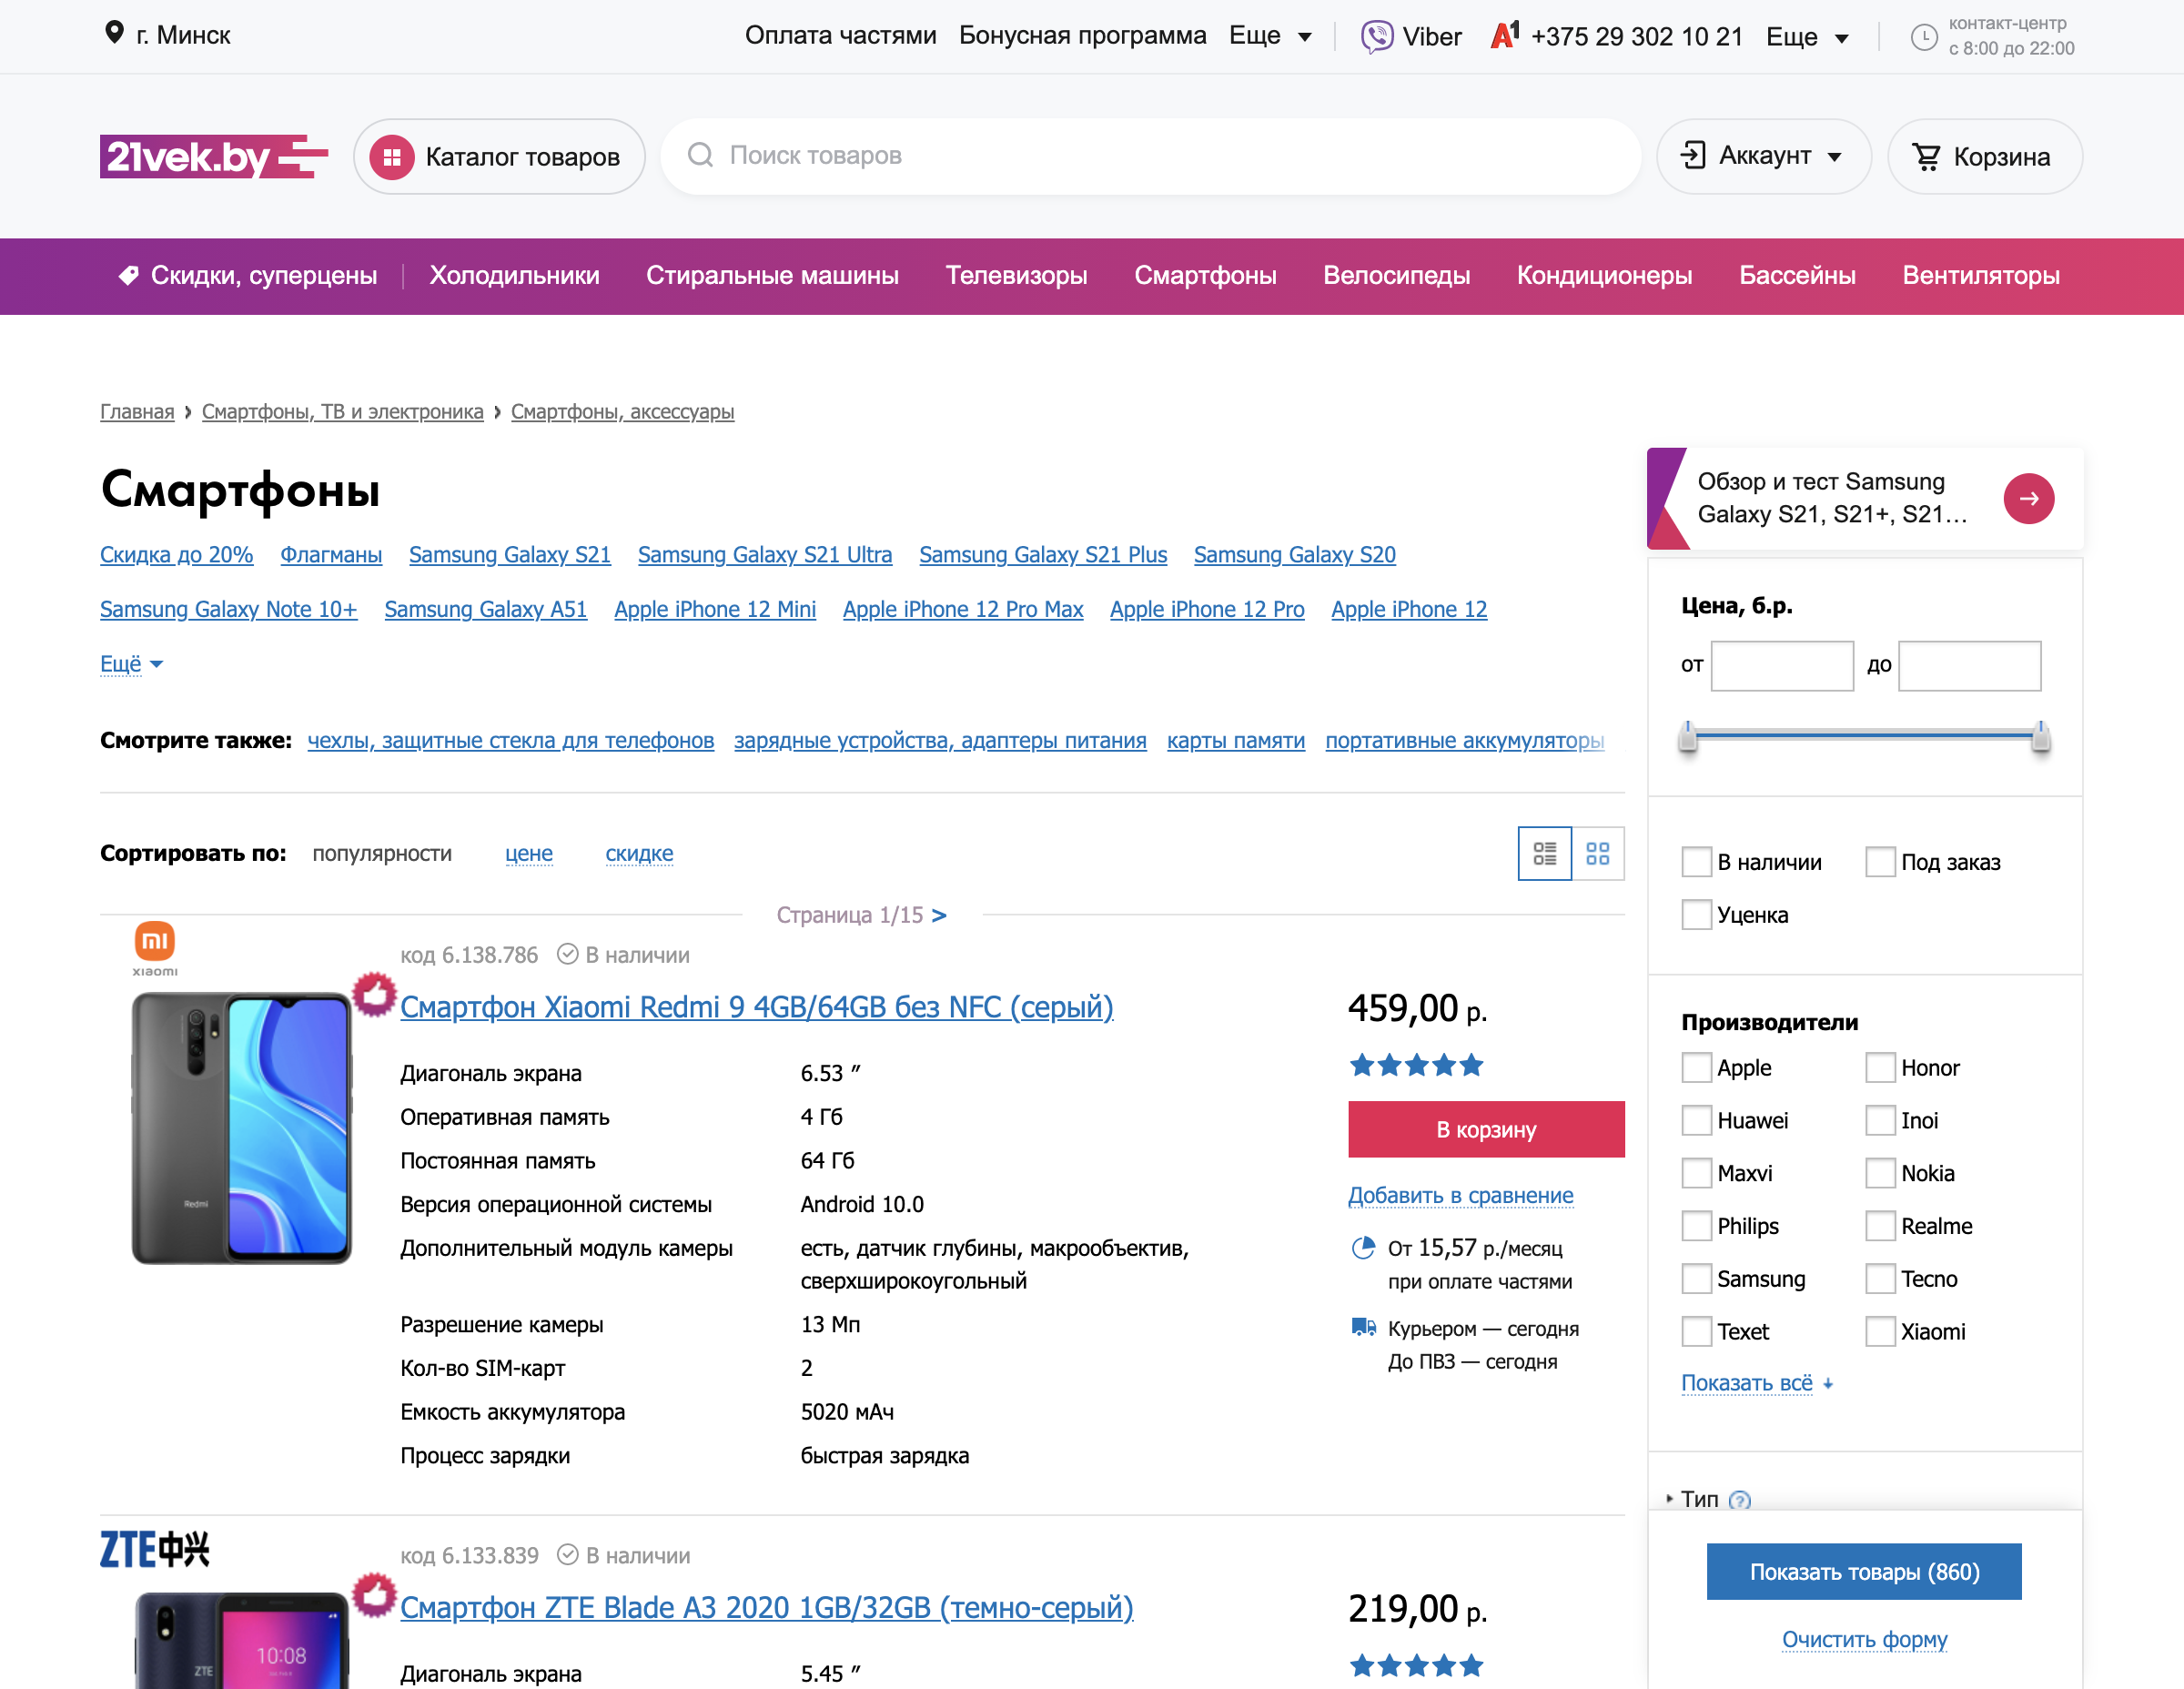 г. Минск
Оплата частями Бонусная программа Еще Viber A1 +375 29 302 10 21 Еще контакт-центр
с 8:00 до 22:00
21vek.by Каталог товаров Поиск товаров Аккаунт Корзина
Скидки, суперцены Холодильники Стиральные машины Телевизоры Смартфоны Велосипеды Кондиционеры Бассейны Вентиляторы
Главная › Смартфоны, ТВ и электроника › Смартфоны, аксессуары
Смартфоны
Скидка до 20% Флагманы Samsung Galaxy S21 Samsung Galaxy S21 Ultra Samsung Galaxy S21 Plus Samsung Galaxy S20
Samsung Galaxy Note 10+ Samsung Galaxy A51 Apple iPhone 12 Mini Apple iPhone 12 Pro Max Apple iPhone 12 Pro Apple iPhone 12
Ещё
Смотрите также: чехлы, защитные стекла для телефонов зарядные устройства, адаптеры питания карты памяти портативные аккумуляторы
Сортировать по: популярности цене скидке
Страница 1/15 >
mi
xiaomi
код 6.138.786 В наличии
Смартфон Xiaomi Redmi 9 4GB/64GB без NFC (серый)
Redmi
Диагональ экрана 6.53 ″
Оперативная память 4 Гб
Постоянная память 64 Гб
Версия операционной системы Android 10.0
Дополнительный модуль камеры есть, датчик глубины, макрообъектив,
сверхширокоугольный
Разрешение камеры 13 Мп
Кол-во SIM-карт 2
Емкость аккумулятора 5020 мАч
Процесс зарядки быстрая зарядка
459,00 р.
В корзину
Добавить в сравнение
От 15,57 р./месяц
при оплате частями
Курьером — сегодня
До ПВЗ — сегодня
ZTE中兴
код 6.133.839 В наличии
Смартфон ZTE Blade A3 2020 1GB/32GB (темно-серый)
ZTE
10:08
Диагональ экрана 5.45 ″
219,00 р.
Обзор и тест Samsung
Galaxy S21, S21+, S21...
Цена, б.р.
от до
В наличии Под заказ
Уценка
Производители
Apple Honor
Huawei Inoi
Maxvi Nokia
Philips Realme
Samsung Tecno
Texet Xiaomi
Показать всё ↓
Тип ?
Показать товары (860)
Очистить форму